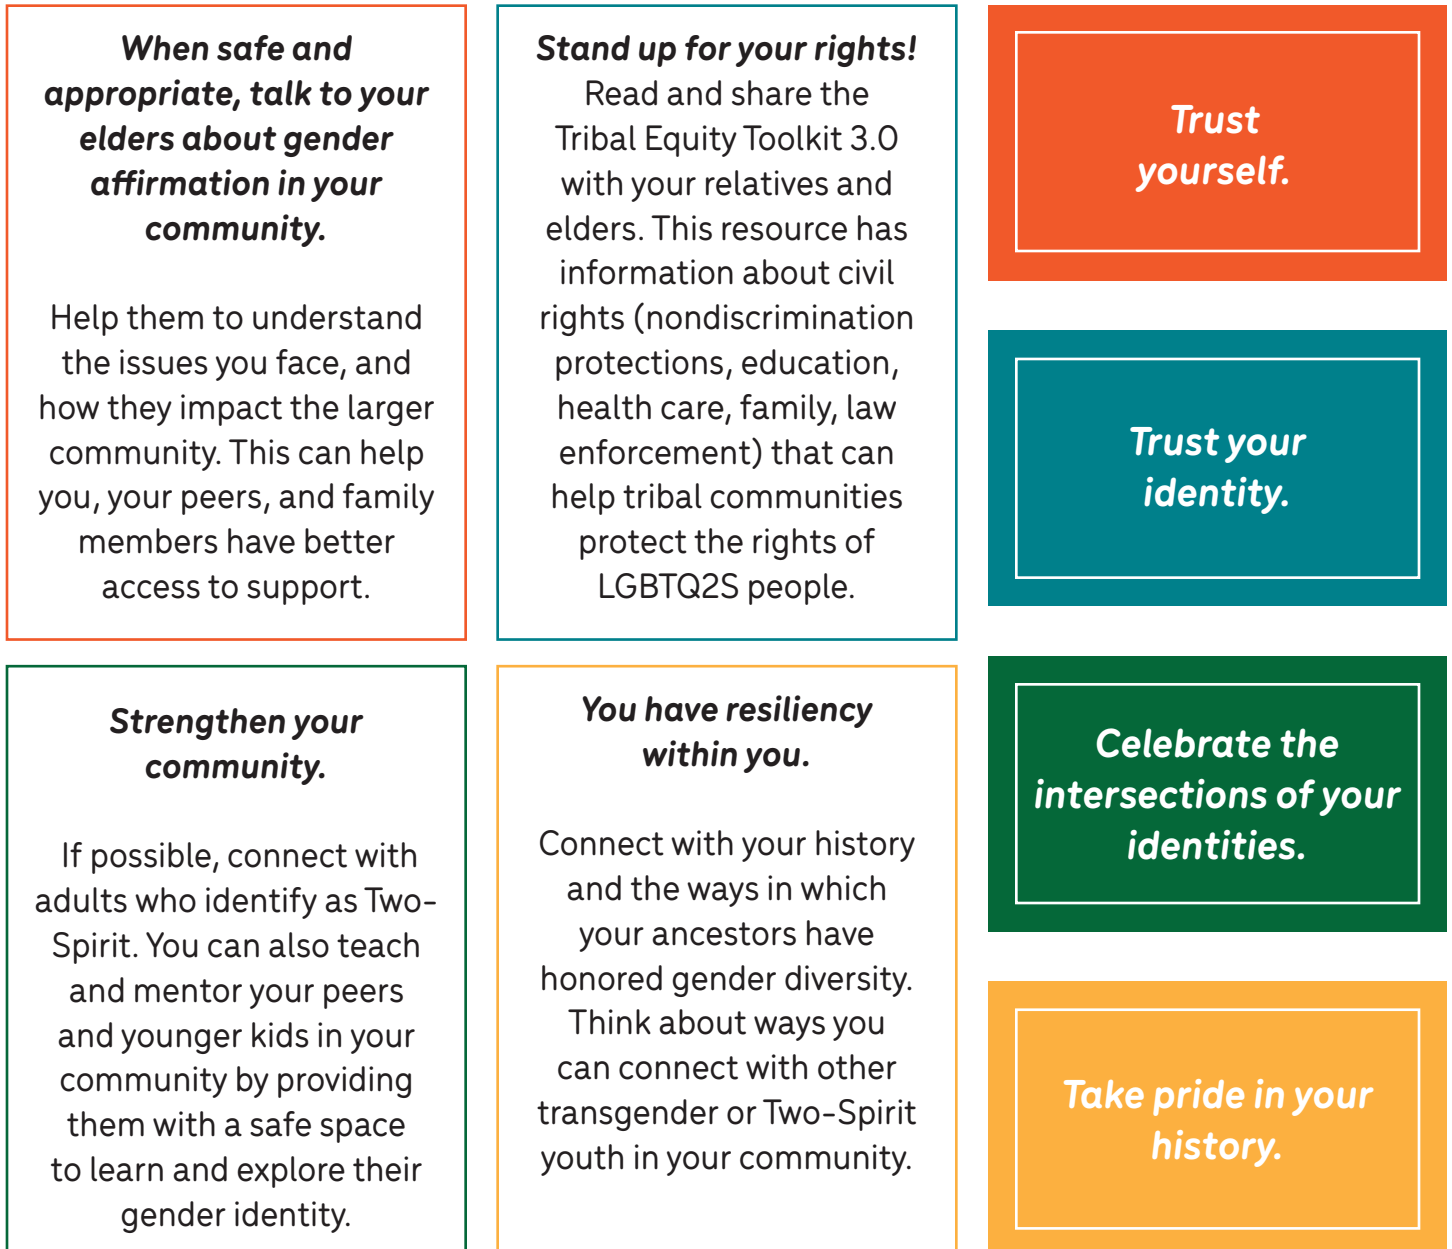 When safe and
appropriate, talk to your
elders about gender
affirmation in your
community.
Help them to understand
the issues you face, and
how they impact the larger
community. This can help
you, your peers, and family
members have better
access to support.
Stand up for your rights!
Read and share the
Tribal Equity Toolkit 3.0
with your relatives and
elders. This resource has
information about civil
rights (nondiscrimination
protections, education,
health care, family, law
enforcement) that can
help tribal communities
protect the rights of
LGBTQ2S people.
Strengthen your
community.
If possible, connect with
adults who identify as Two-
Spirit. You can also teach
and mentor your peers
and younger kids in your
community by providing
them with a safe space
to learn and explore their
gender identity.
You have resiliency
within you.
Connect with your history
and the ways in which
your ancestors have
honored gender diversity.
Think about ways you
can connect with other
transgender or Two-Spirit
youth in your community.
Trust
yourself.
Trust your
identity.
Celebrate the
intersections of your
identities.
Take pride in your
history.